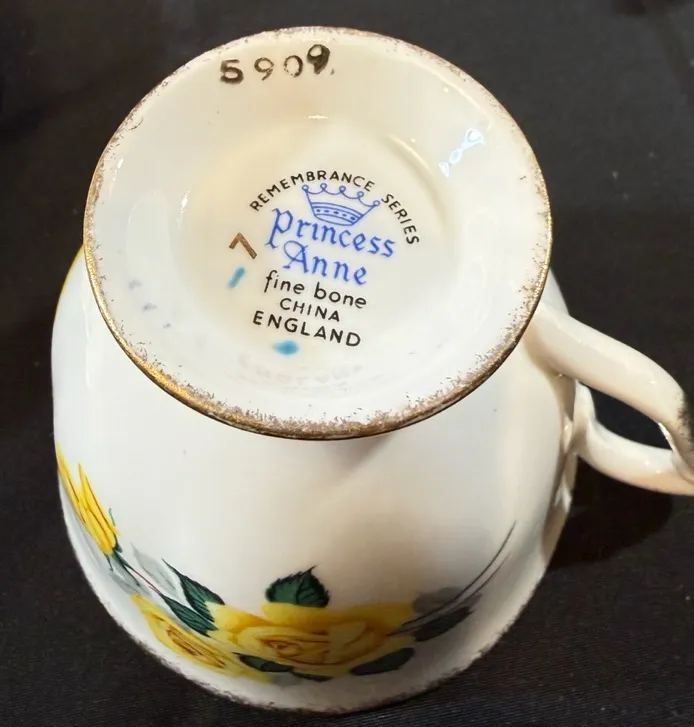 5909.
REMEMBRANCE SERIES
Princess
Anne
7
fine bone
CHINA
ENGLAND